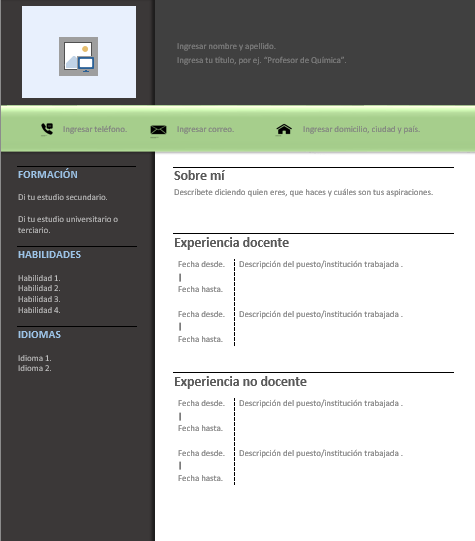 Ingresar nombre y apellido.
Ingresa tu título, por ej. "Profesor de Química".
Ingresar teléfono.
Ingresar correo.
Ingresar domicilio, ciudad y país.
FORMACIÓN
Di tu estudio secundario.
Di tu estudio universitario o
terciario.
HABILIDADES
Habilidad 1.
Habilidad 2.
Habilidad 3.
Habilidad 4.
IDIOMAS
Idioma 1.
Idioma 2.
Sobre mí
Descríbete diciendo quien eres, que haces y cuáles son tus aspiraciones.
Experiencia docente
Fecha desde. Descripción del puesto/institución trabajada .
|
Fecha hasta.
Fecha desde. Descripción del puesto/institución trabajada .
|
Fecha hasta.
Experiencia no docente
Fecha desde. Descripción del puesto/institución trabajada .
|
Fecha hasta.
Fecha desde. Descripción del puesto/institución trabajada .
|
Fecha hasta.